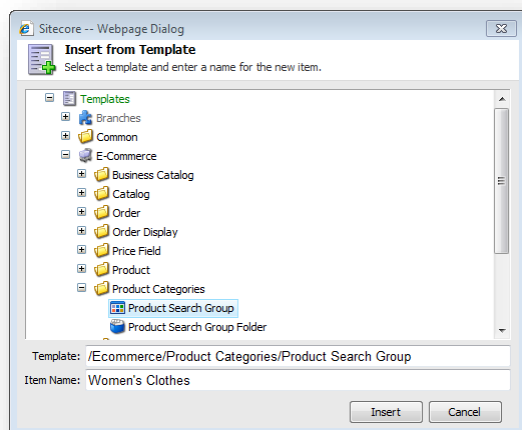 Sitecore -- Webpage Dialog
Insert from Template
Select a template and enter a name for the new item.
Templates
Branches
Common
E-Commerce
Business Catalog
Catalog
Order
Order Display
Price Field
Product
Product Categories
Product Search Group
Product Search Group Folder
Template: /Ecommerce/Product Categories/Product Search Group
Item Name: Women's Clothes
Insert Cancel